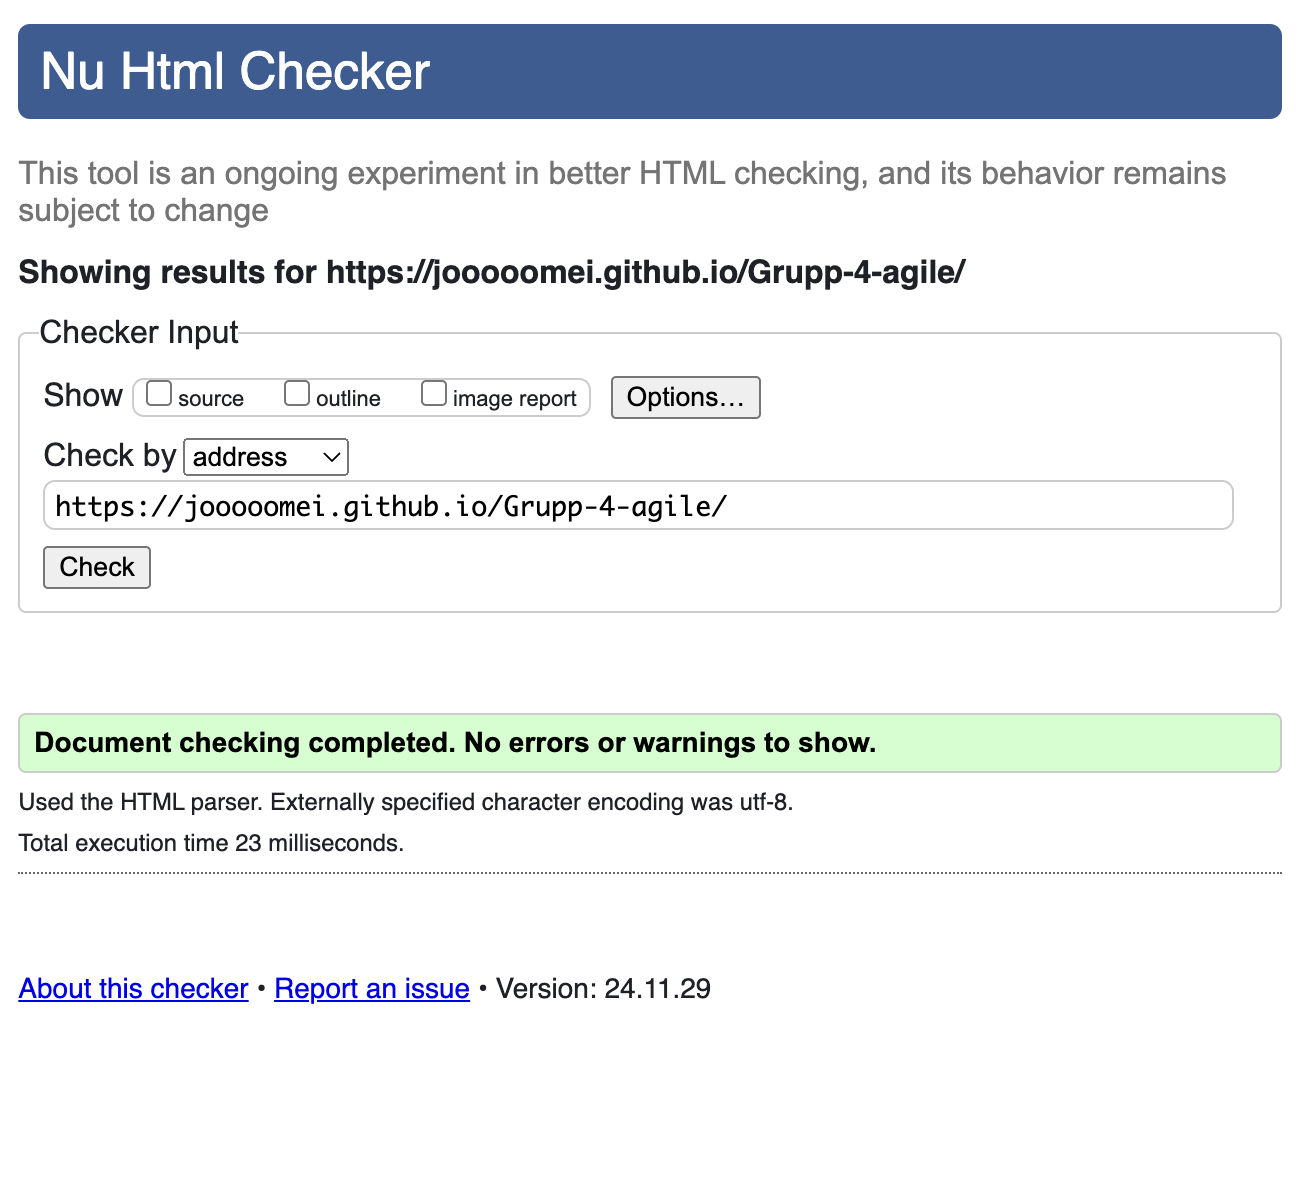 Nu Html Checker
This tool is an ongoing experiment in better HTML checking, and its behavior remains
subject to change
Showing results for https://jooooomei.github.io/Grupp-4-agile/
Checker Input
Show source outline image report Options…
Check by address
https://jooooomei.github.io/Grupp-4-agile/
Check
Document checking completed. No errors or warnings to show.
Used the HTML parser. Externally specified character encoding was utf-8.
Total execution time 23 milliseconds.
About this checker • Report an issue • Version: 24.11.29